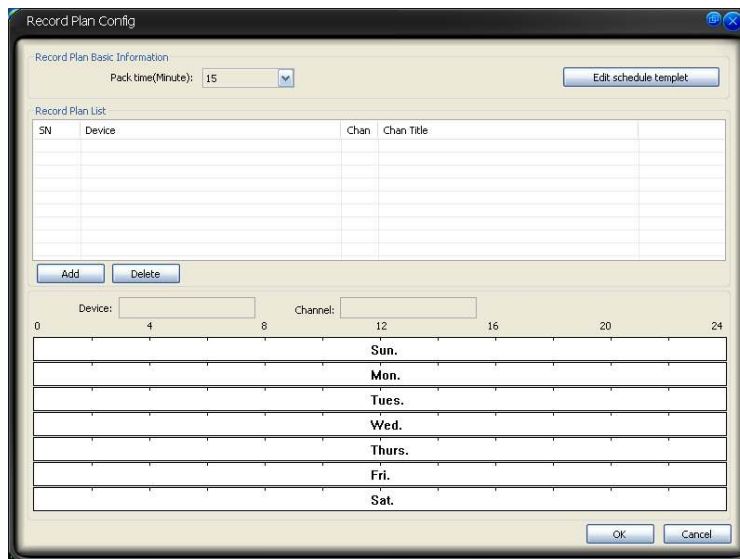 Record Plan Config
Record Plan Basic Information
Pack time(Minute): 15 Edit schedule templet
Record Plan List
SN Device Chan Chan Title
Add Delete
Device: Channel:
0 4 8 12 16 20 24
Sun.
Mon.
Tues.
Wed.
Thurs.
Fri.
Sat.
OK Cancel